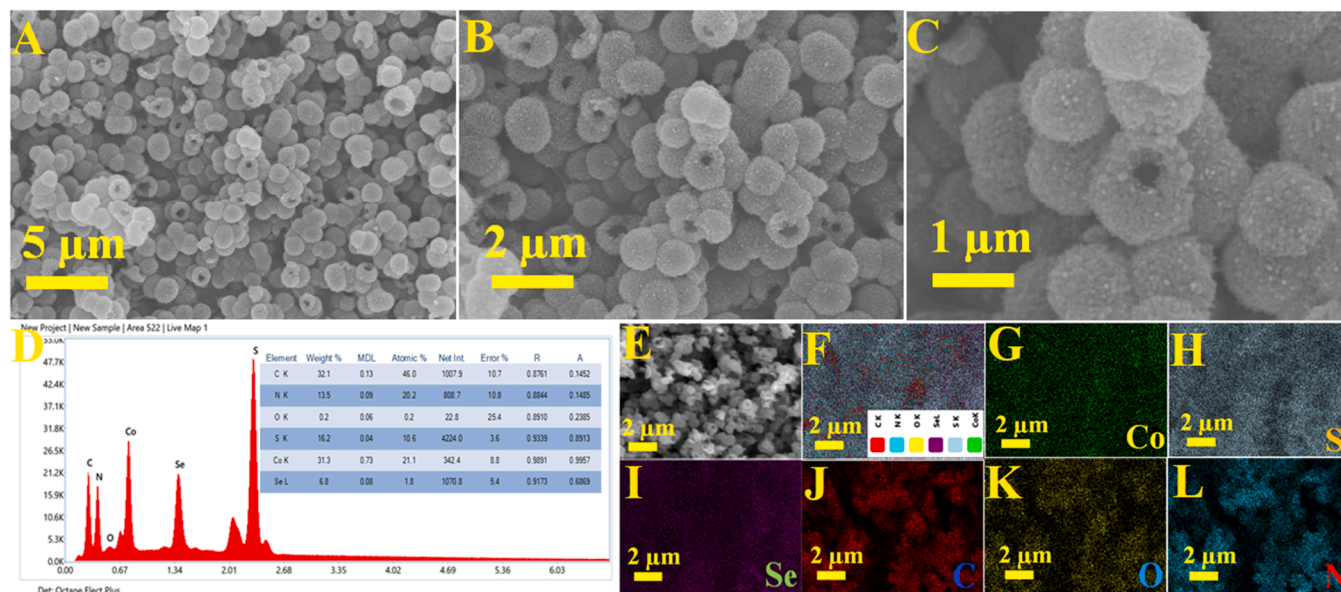 A
B
C
5 µm
2 µm
1 µm
D
New Project | New Sample | Area 522 | Live Map 1
47.7K
42.4K
37.1K
31.8K
26.5K
21.2K
15.9K
10.6K
5.3K
0.0K
C
N
O
Co
Se
S
0.00 0.67 1.34 2.01 2.68 3.35 4.02 4.69 5.36 6.03
Element Weight % MDL Atomic % Net Int. Error % R A
C K 32.1 0.13 46.0 1007.9 10.7 0.8761 0.1452
N K 13.5 0.09 20.2 808.7 10.8 0.8844 0.1485
O K 0.2 0.06 0.2 22.8 25.4 0.8910 0.2385
S K 16.2 0.04 10.6 4224.0 3.6 0.9339 0.8913
Co K 31.3 0.73 21.1 342.4 8.8 0.9891 0.9957
Se L 6.8 0.08 1.8 1070.8 5.4 0.9173 0.6869
Det: Octane Elect Plus
E
2 µm
F
2 µm
C K
N K
O K
SeL
S K
CoK
G
2 µm
Co
H
2 µm
S
I
2 µm
Se
J
2 µm
C
K
2 µm
O
L
2 µm
N